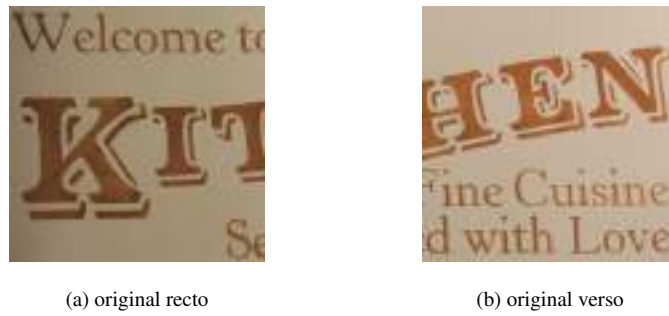 Welcome to
KIT
Se
(a) original recto
HEN
Fine Cuisine
d with Love
(b) original verso